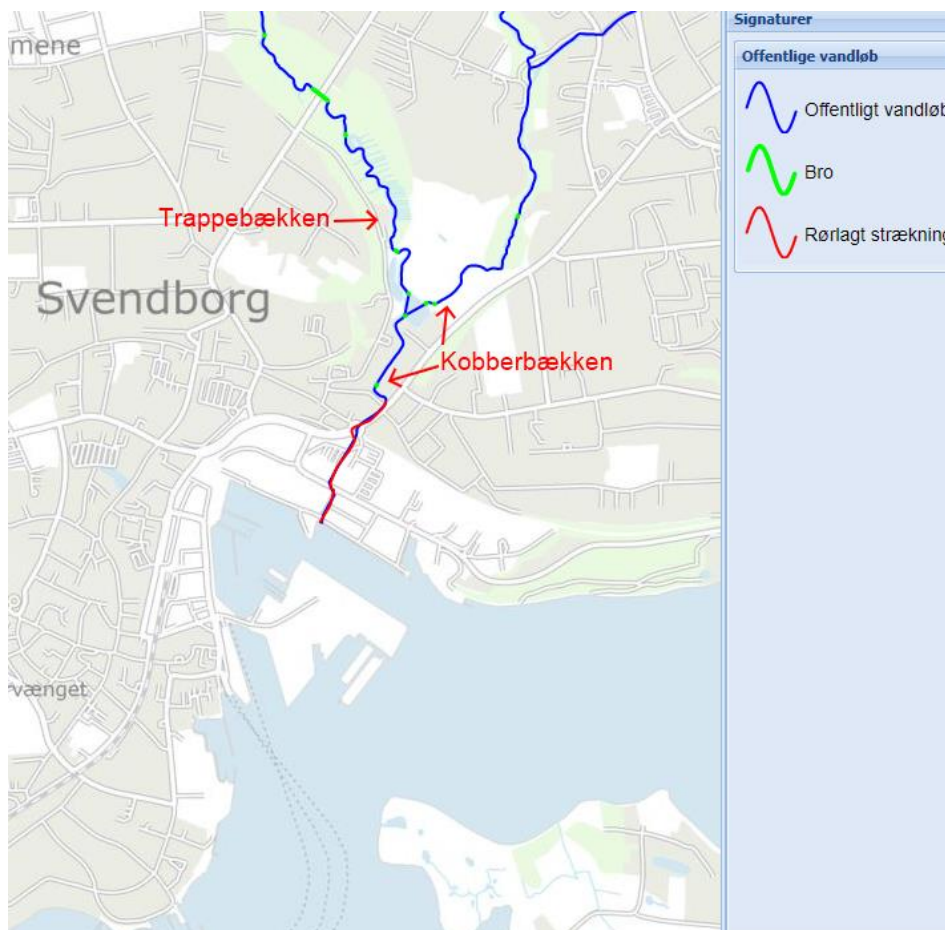 mene
Trappebækken
Svendborg
Kobberbækken
vænget
Signaturer
Offentlige vandløb
Offentligt vandløb
Bro
Rørlagt strækning